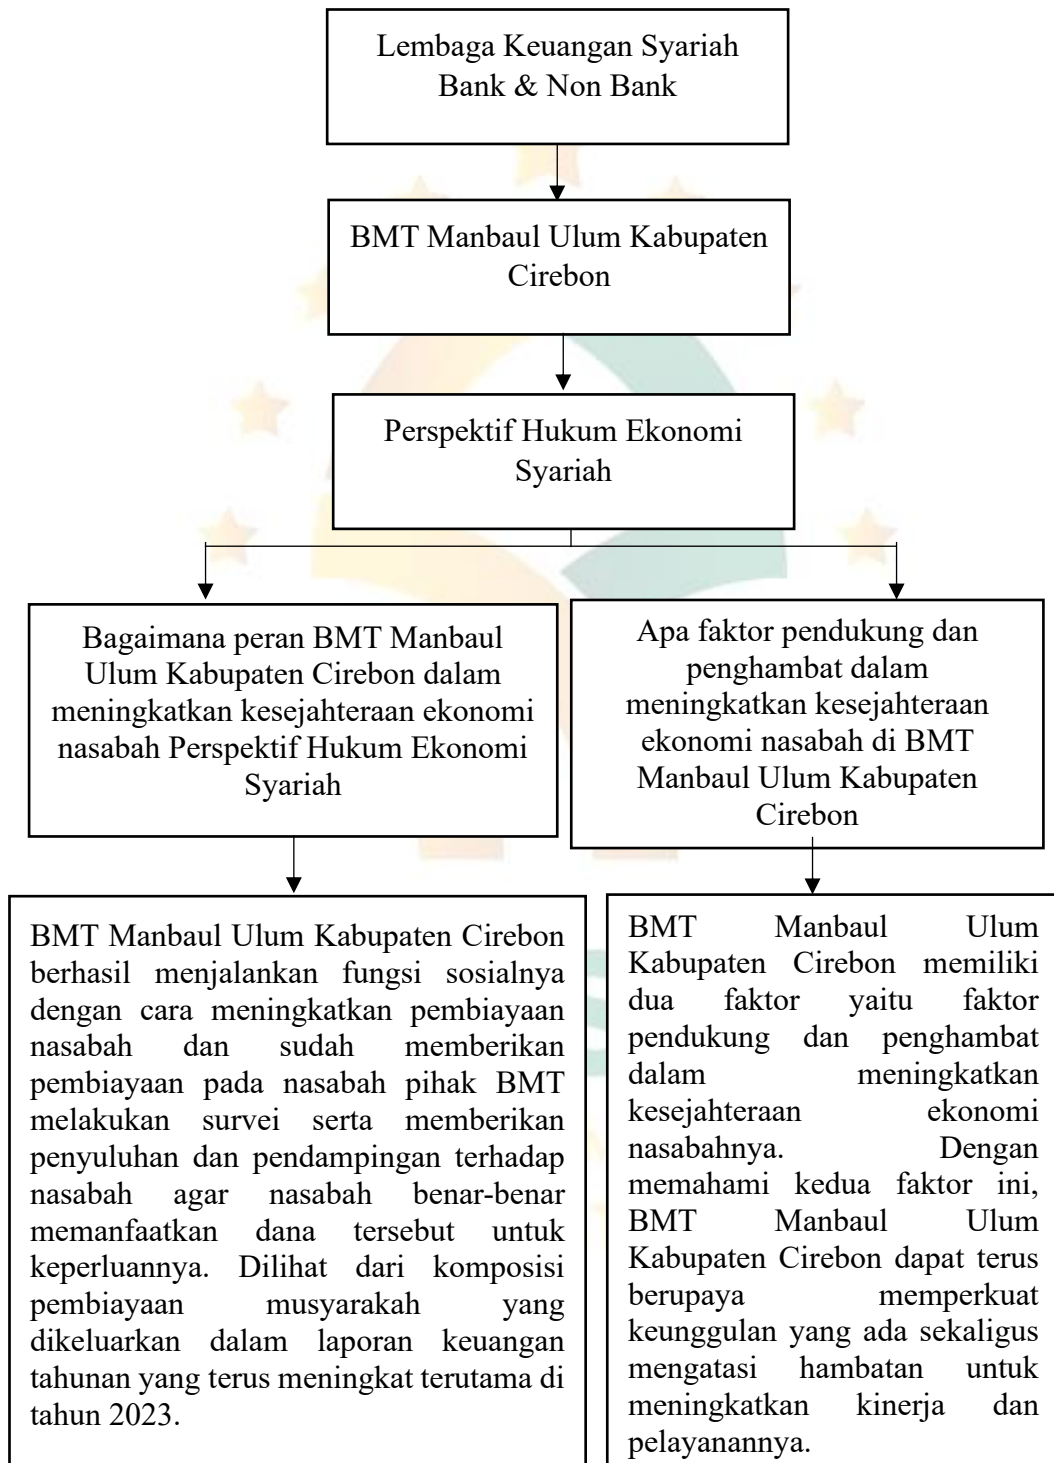 Lembaga Keuangan Syariah
Bank & Non Bank
BMT Manbaul Ulum Kabupaten
Cirebon
Perspektif Hukum Ekonomi
Syariah
Bagaimana peran BMT Manbaul
Ulum Kabupaten Cirebon dalam
meningkatkan kesejahteraan ekonomi
nasabah Perspektif Hukum Ekonomi
Syariah
Apa faktor pendukung dan
penghambat dalam
meningkatkan kesejahteraan
ekonomi nasabah di BMT
Manbaul Ulum Kabupaten
Cirebon
BMT Manbaul Ulum Kabupaten Cirebon
berhasil menjalankan fungsi sosialnya
dengan cara meningkatkan pembiayaan
nasabah dan sudah memberikan
pembiayaan pada nasabah pihak BMT
melakukan survei serta memberikan
penyuluhan dan pendampingan terhadap
nasabah agar nasabah benar-benar
memanfaatkan dana tersebut untuk
keperluannya. Dilihat dari komposisi
pembiayaan musyarakah yang
dikeluarkan dalam laporan keuangan
tahunan yang terus meningkat terutama di
tahun 2023.
BMT Manbaul Ulum
Kabupaten Cirebon memiliki
dua faktor yaitu faktor
pendukung dan penghambat
dalam meningkatkan
kesejahteraan ekonomi
nasabahnya. Dengan
memahami kedua faktor ini,
BMT Manbaul Ulum
Kabupaten Cirebon dapat terus
berupaya memperkuat
keunggulan yang ada sekaligus
mengatasi hambatan untuk
meningkatkan kinerja dan
pelayanannya.